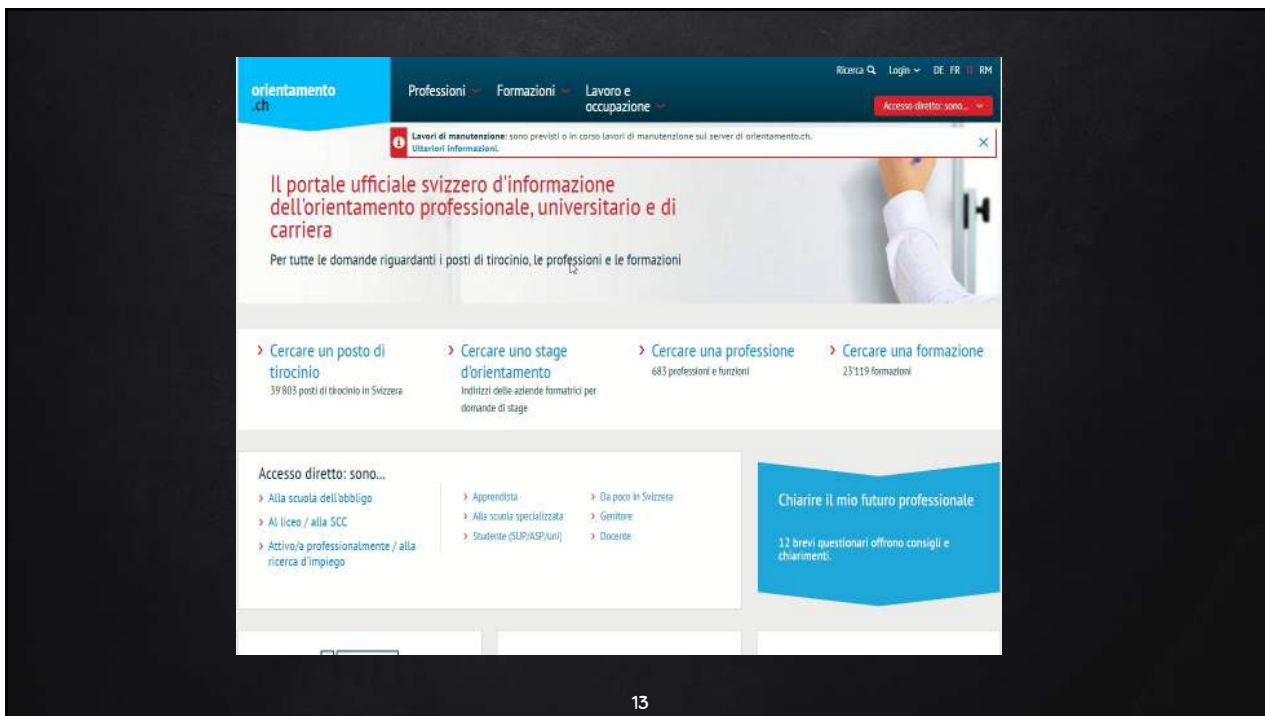 Ricerca Login DE FR IT RM
orientamento
.ch
Professioni Formazioni Lavoro e
occupazione
Accesso diretto: sono...
Lavori di manutenzione: sono previsti o in corso lavori di manutenzione sul server di orientamento.ch.
Ulteriori informazioni.
Il portale ufficiale svizzero d'informazione
dell'orientamento professionale, universitario e di
carriera
Per tutte le domande riguardanti i posti di tirocinio, le professioni e le formazioni
Cercare un posto di
tirocinio
39'803 posti di tirocinio in Svizzera
Cercare uno stage
d'orientamento
Indirizzi delle aziende formatrici per
domande di stage
Cercare una professione
683 professioni e funzioni
Cercare una formazione
23'119 formazioni
Accesso diretto: sono...
Alla scuola dell'obbligo
Al liceo / alla SCC
Attivo/a professionalmente / alla
ricerca d'impiego
Apprendista
Alla scuola specializzata
Studente (SUP/ASP/uni)
Da poco in Svizzera
Genitore
Docente
Chiarire il mio futuro professionale
12 brevi questionari offrono consigli e
chiarimenti.
13